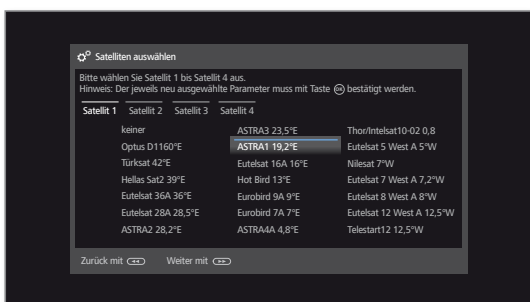 Satelliten auswählen
Bitte wählen Sie Satellit 1 bis Satellit 4 aus.
Hinweis: Der jeweils neu ausgewählte Parameter muss mit Taste OK bestätigt werden.
Satellit 1 Satellit 2 Satellit 3 Satellit 4
keiner ASTRA3 23,5°E Thor/Intelsat10-02 0,8
Optus D1160°E ASTRA1 19,2°E Eutelsat 5 West A 5°W
Türksat 42°E Eutelsat 16A 16°E Nilesat 7°W
Hellas Sat2 39°E Hot Bird 13°E Eutelsat 7 West A 7,2°W
Eutelsat 36A 36°E Eurobird 9A 9°E Eutelsat 8 West A 8°W
Eutelsat 28A 28,5°E Eurobird 7A 7°E Eutelsat 12 West A 12,5°W
ASTRA2 28,2°E ASTRA4A 4,8°E Telestart12 12,5°W
Zurück mit Weiter mit